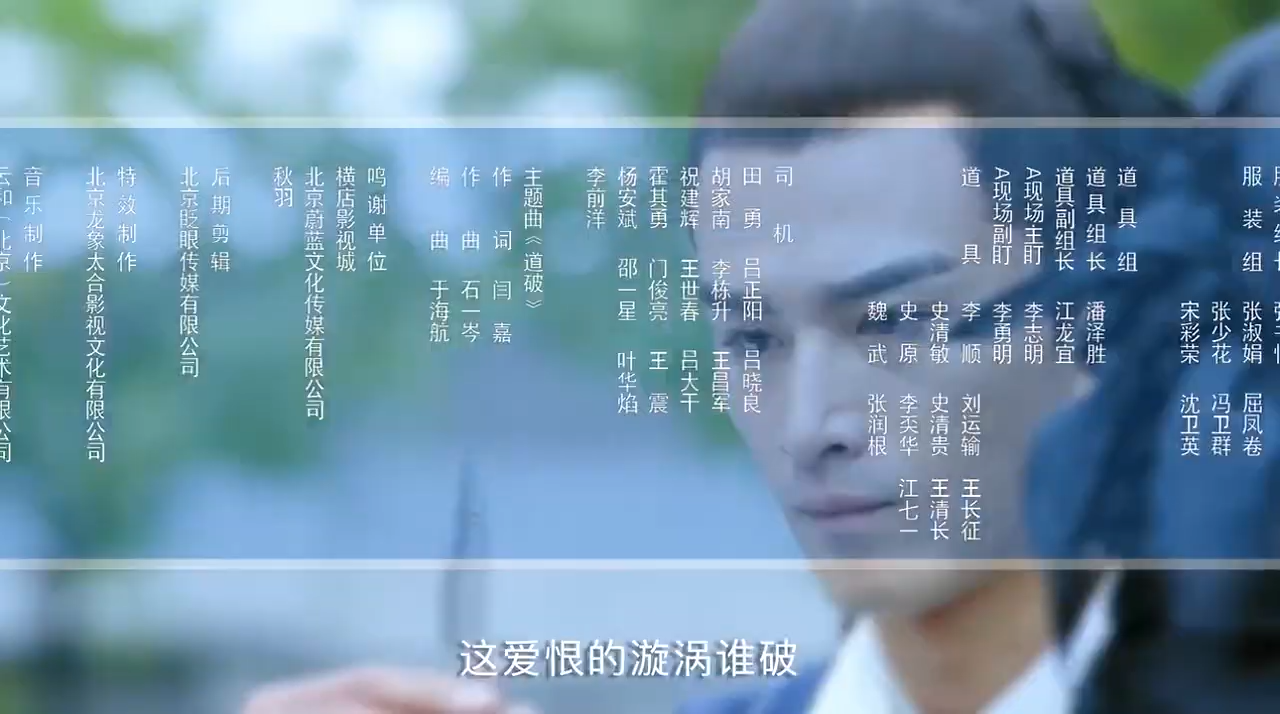 服装组 张淑娟 屈凤卷
张少花 冯卫群
宋彩荣 沈卫英
道具组
道具组长 潘泽胜
道具副组长 江龙宜
A现场主盯 李志明
A现场副盯 李勇明
道具 李顺 刘运输 王长征
史清敏 史清贵 王清长
史原 李奕华 江七一
魏武 张润根
司机
田勇 吕正阳 吕晓良
胡家南 李栋升 王昌军
祝建辉 王世春 吕大干
霍其勇 门俊亮 王震
杨安斌 邵一星 叶华焰
李前洋
主题曲《道破》
作词 闫嘉
作曲 石一岑
编曲 于海航
鸣谢单位
横店影视城
北京蔚蓝文化传媒有限公司
秋羽
后期剪辑
北京眨眼传媒有限公司
特效制作
北京龙象太合影视文化有限公司
音乐制作
这爱恨的漩涡谁破